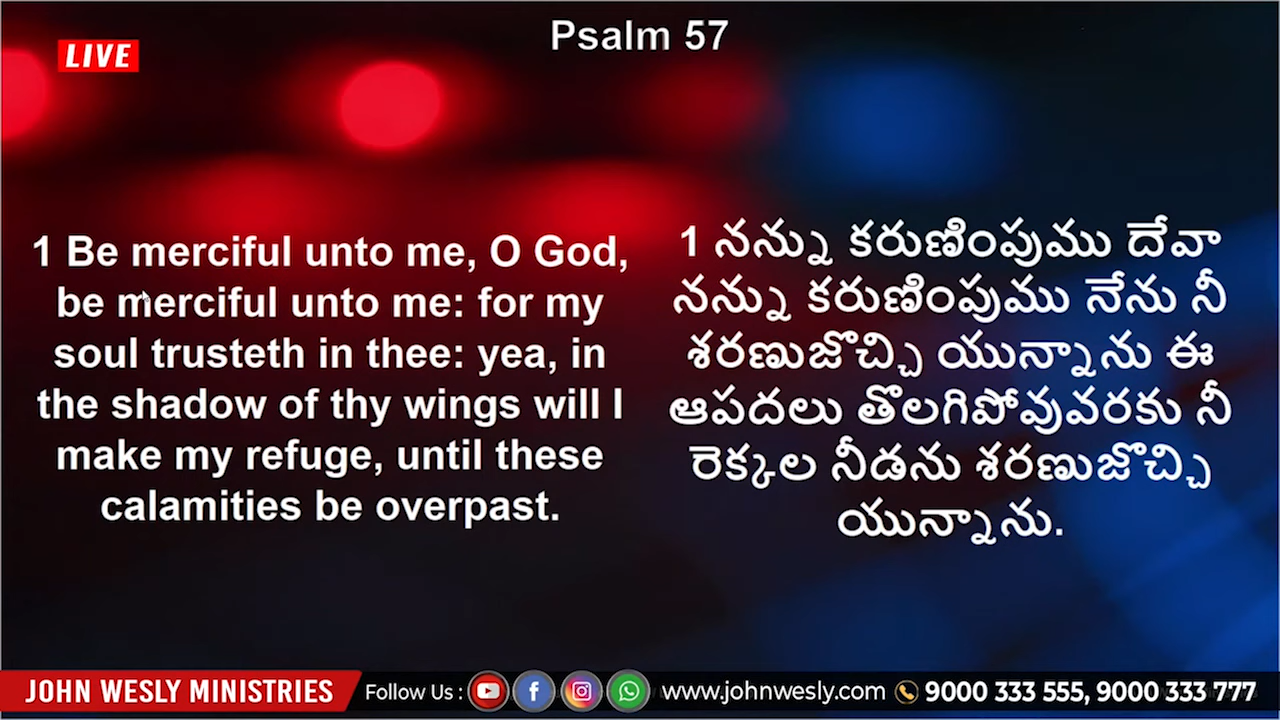 Psalm 57
LIVE
1 Be merciful unto me, O God,
be merciful unto me: for my
soul trusteth in thee: yea, in
the shadow of thy wings will I
make my refuge, until these
calamities be overpast.
1 నన్ను కరుణింపుము దేవా
నన్ను కరుణింపుము నేను నీ
శరణుజొచ్చి యున్నాను ఈ
ఆపదలు తొలగిపోవువరకు నీ
రెక్కల నీడను శరణుజొచ్చి
యున్నాను.
JOHN WESLY MINISTRIES
Follow Us : www.johnwesly.com 9000 333 555, 9000 333 777